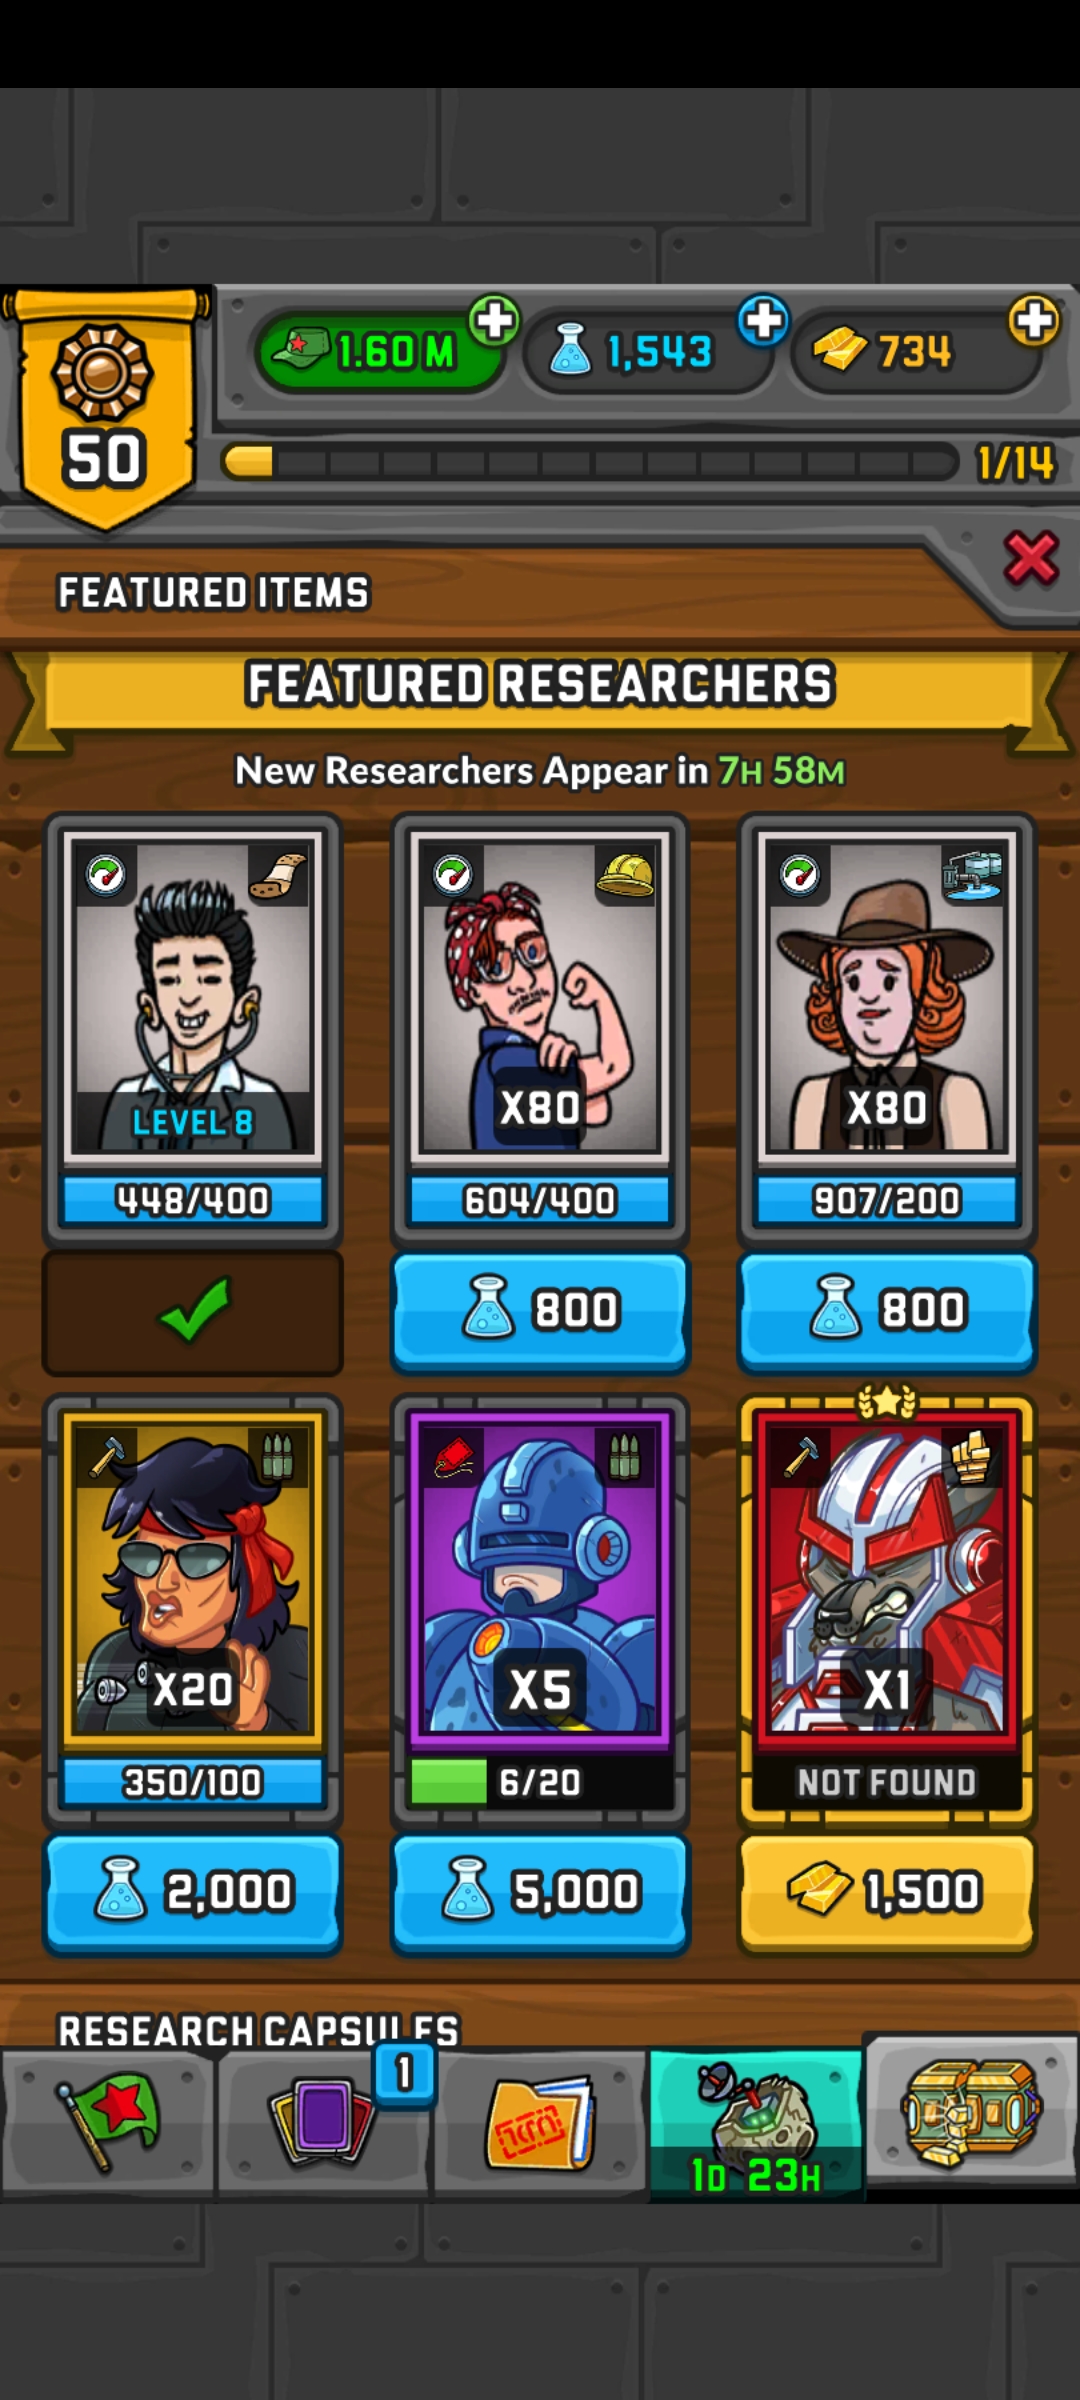 1.60 M
1,543
734
50
1/14
FEATURED ITEMS
FEATURED RESEARCHERS
New Researchers Appear in 7H 58M
LEVEL 8
X80
X80
448/400
604/400
907/200
800
800
X20
X5
X1
350/100
6/20
NOT FOUND
2,000
5,000
1,500
RESEARCH CAPSULES
1
1D 23H